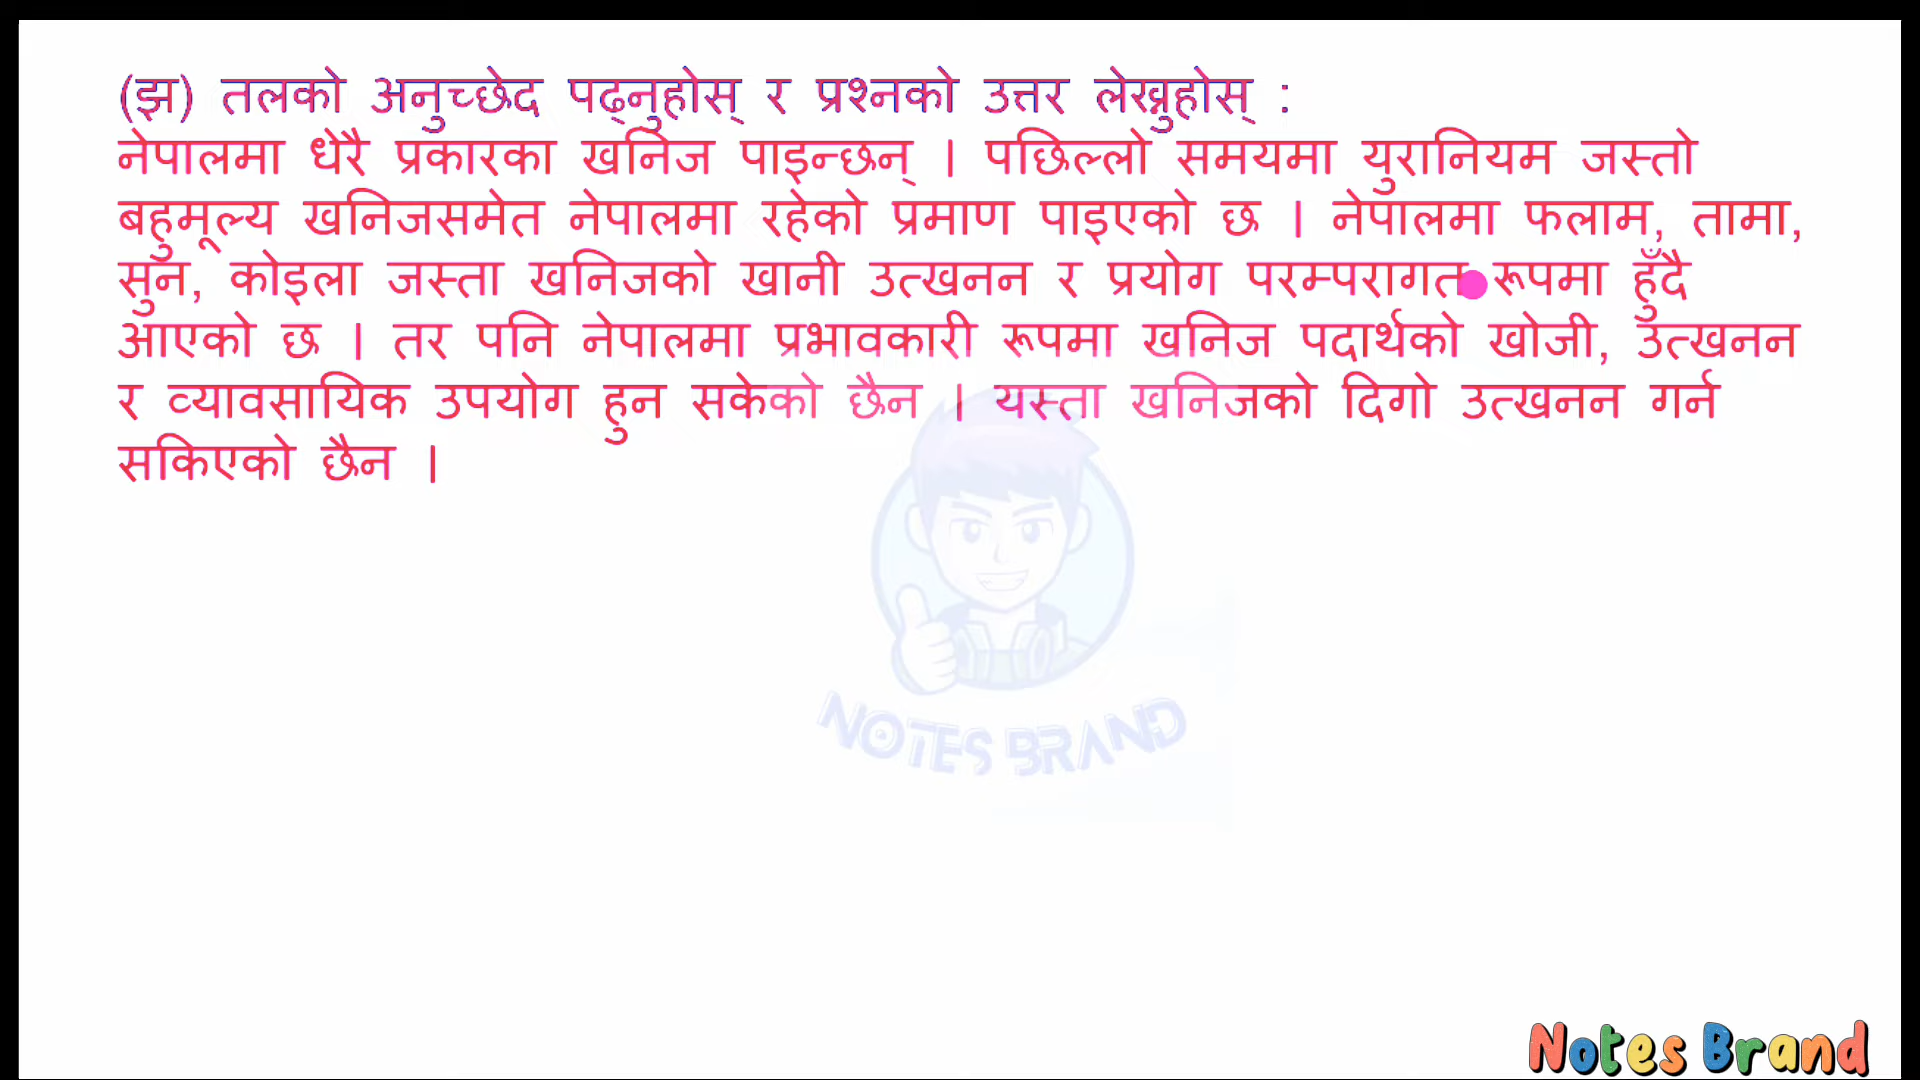 (झ) तलको अनुच्छेद पढ्नुहोस् र प्रश्नको उत्तर लेख्नुहोस् :
नेपालमा धेरै प्रकारका खनिज पाइन्छन् । पछिल्लो समयमा युरानियम जस्तो
बहुमूल्य खनिजसमेत नेपालमा रहेको प्रमाण पाइएको छ । नेपालमा फलाम, तामा,
सुन, कोइला जस्ता खनिजको खानी उत्खनन र प्रयोग परम्परागत रूपमा हुँदै
आएको छ । तर पनि नेपालमा प्रभावकारी रूपमा खनिज पदार्थको खोजी, उत्खनन
र व्यावसायिक उपयोग हुन सकेको छैन । यस्ता खनिजको दिगो उत्खनन गर्न
सकिएको छैन ।
NOTES BRAND
Notes Brand